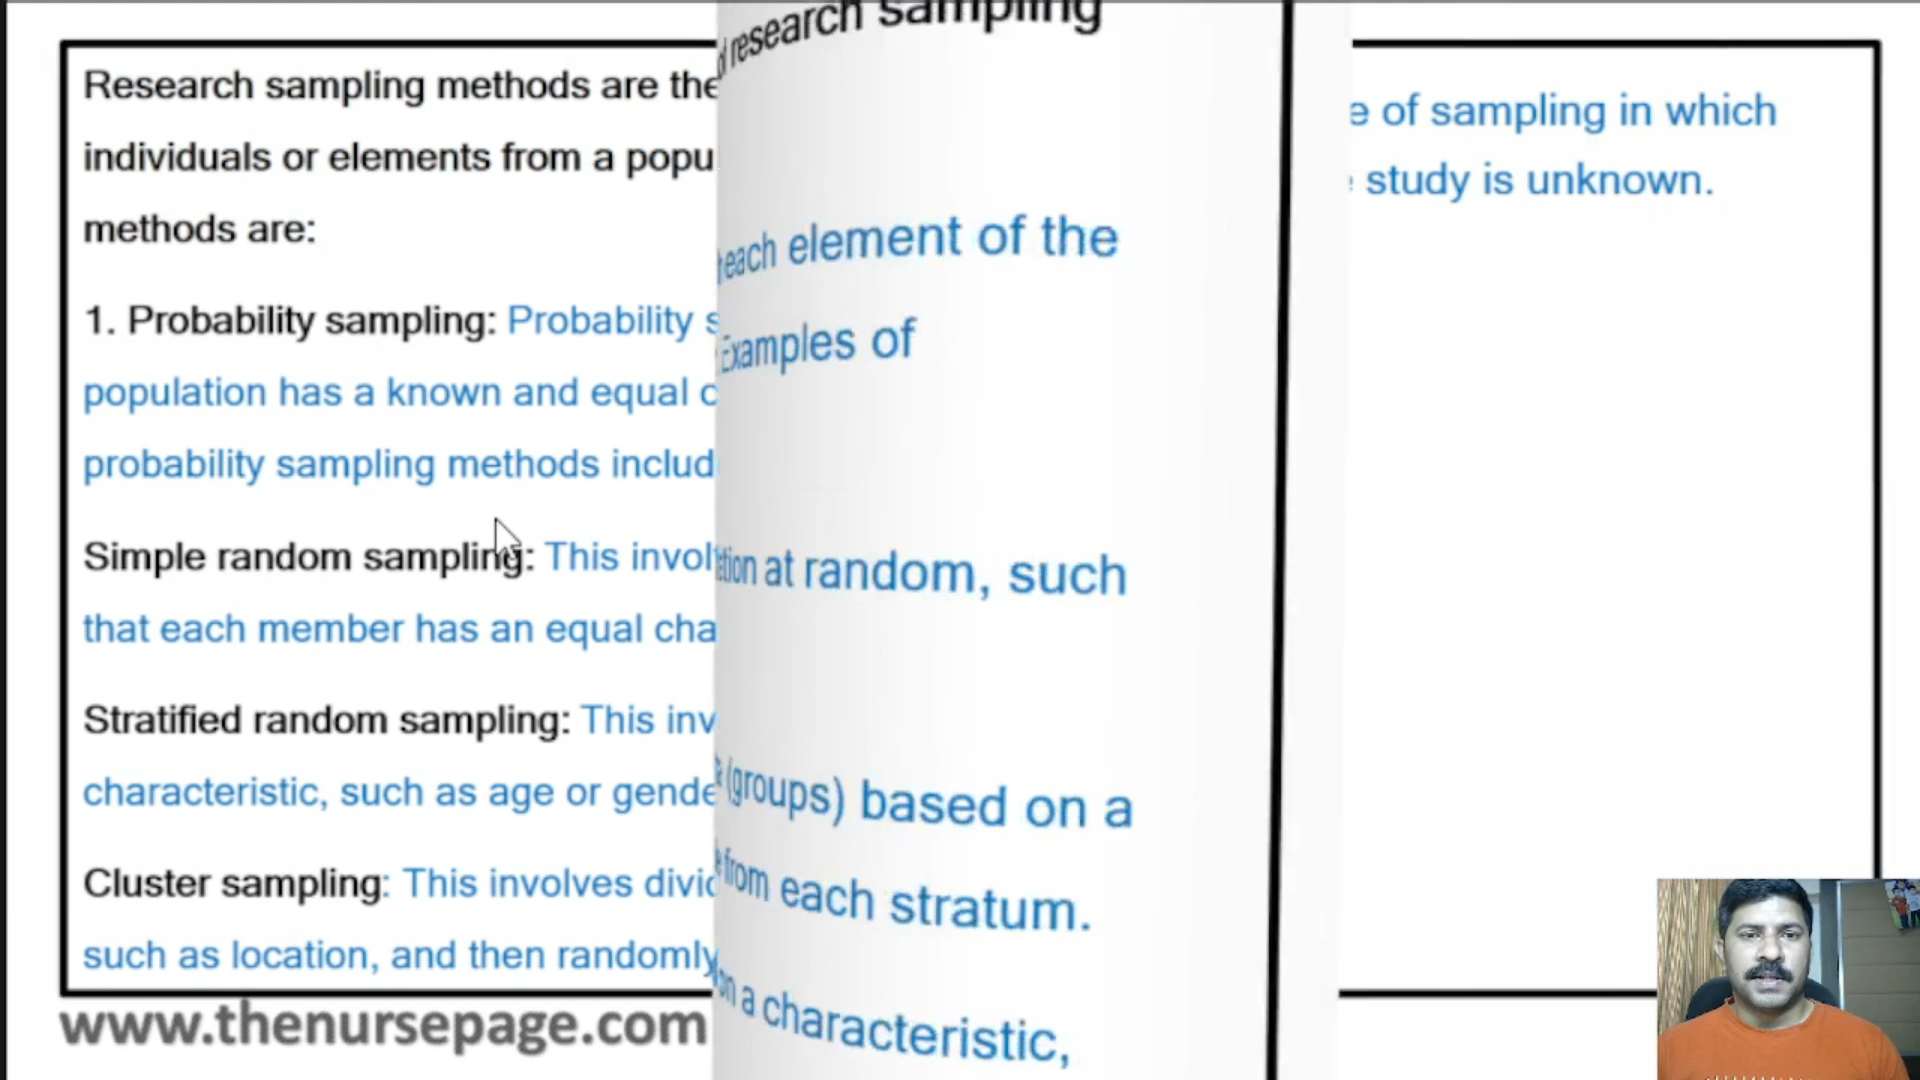 Research sampling methods are the
individuals or elements from a popu
methods are:
1. Probability sampling: Probability s
population has a known and equal c
probability sampling methods includ
Simple random sampling: This invol
that each member has an equal cha
Stratified random sampling: This inv
characteristic, such as age or gende
Cluster sampling: This involves divid
such as location, and then randomly
www.thenursepage.com
research sampling
each element of the
Examples of
at random, such
(groups) based on a
from each stratum.
on a characteristic,
e of sampling in which
study is unknown.